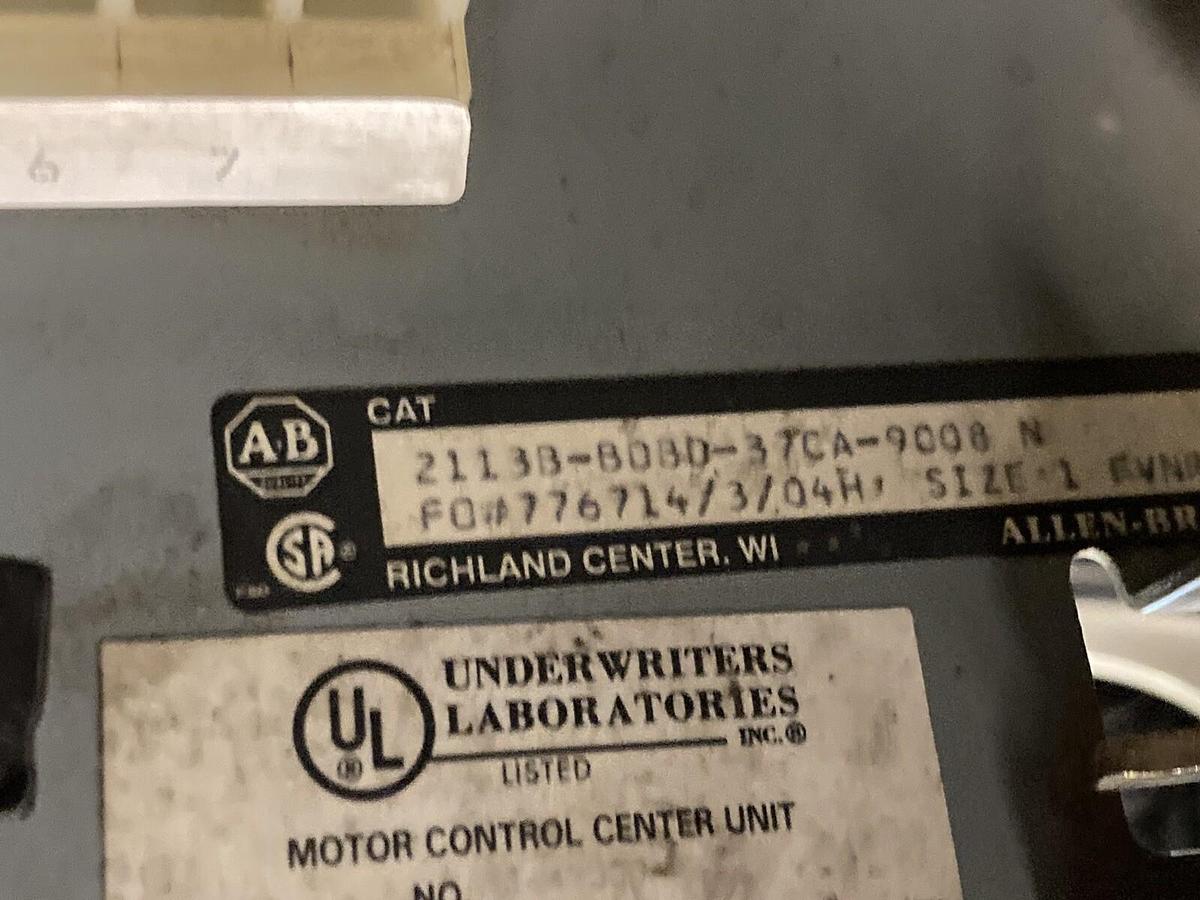 6 7
CAT
A·B
2113B-BOBD-37CA-9008 N
FO#776714/3/04H, SIZE 1 FVN
SA ®
RICHLAND CENTER, WI
ALLEN-BR
UL ®
UNDERWRITERS
LABORATORIES
INC.®
LISTED
MOTOR CONTROL CENTER UNIT
NO